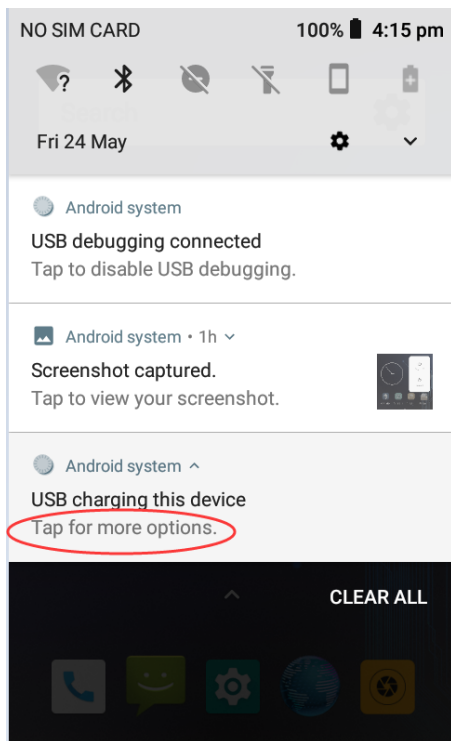 NO SIM CARD 100% 4:15 pm
?
Search
Fri 24 May
Android system
USB debugging connected
Tap to disable USB debugging.
Android system • 1h
Screenshot captured.
Tap to view your screenshot.
Android system
USB charging this device
Tap for more options.
CLEAR ALL